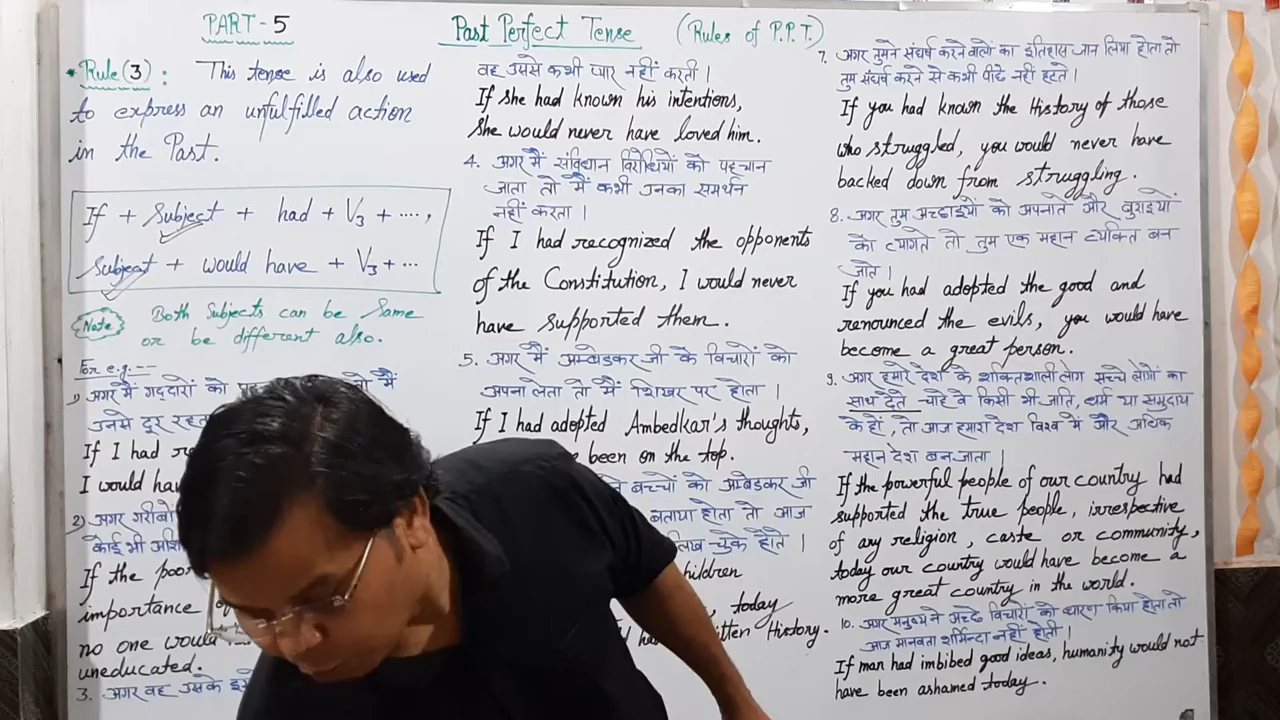 PART-5
Past Perfect Tense (Rules of P.P.T.)
* Rule (3) : This tense is also used
to express an unfulfilled action
in the Past.
If + Subject + had + V3 + ....,
Subject + would have + V3 + ...
Note Both Subjects can be same
or be different also.
For e.g.---
1) अगर मैं गद्दारों को
उनसे दूर
If I had
I would
2) अगर
कोई भी
If the poor
importance
no one would
uneducated.
3. अगर वह उसके
वह उससे कभी प्यार नहीं करती ।
If she had known his intentions,
she would never have loved him.
4. अगर मैं संविधान विरोधियों को पहचान
जाता तो मैं कभी उनका समर्थन
नहीं करता ।
If I had recognized the opponents
of the Constitution, I would never
have supported them.
5. अगर मैं अम्बेडकर जी के विचारों को
अपना लेता तो मैं शिखर पर होता ।
If I had adopted Ambedkar's thoughts,
been on the top.
बच्चों को अम्बेडकर जी
बताया होता तो आज
चुके होते ।
children
, today
History.
7. अगर तुमने संघर्ष करने वालों का इतिहास जान लिया होता तो
तुम संघर्ष करने से कभी पीछे नहीं हटते ।
If you had known the History of those
who struggled, you would never have
backed down from struggling.
8. अगर तुम अच्छाइयों को अपनाते और बुराइयों
को त्यागते तो तुम एक महान व्यक्ति बन
जाते ।
If you had adopted the good and
renounced the evils, you would have
become a great person.
9. अगर हमारे देश के शक्तिशाली लोग सच्चे लोगों का
साथ देते चाहे वे किसी भी जाति, धर्म या समुदाय
के हों, तो आज हमारा देश विश्व में और अधिक
महान देश बन जाता ।
If the powerful people of our country had
supported the true people, irrespective
of any religion, caste or community,
today our country would have become a
more great country in the world.
10. अगर मनुष्य ने अच्छे विचारों को धारण किया होता तो
आज मानवता शर्मिन्दा नहीं होती ।
If man had imbibed good ideas, humanity would not
have been ashamed today.